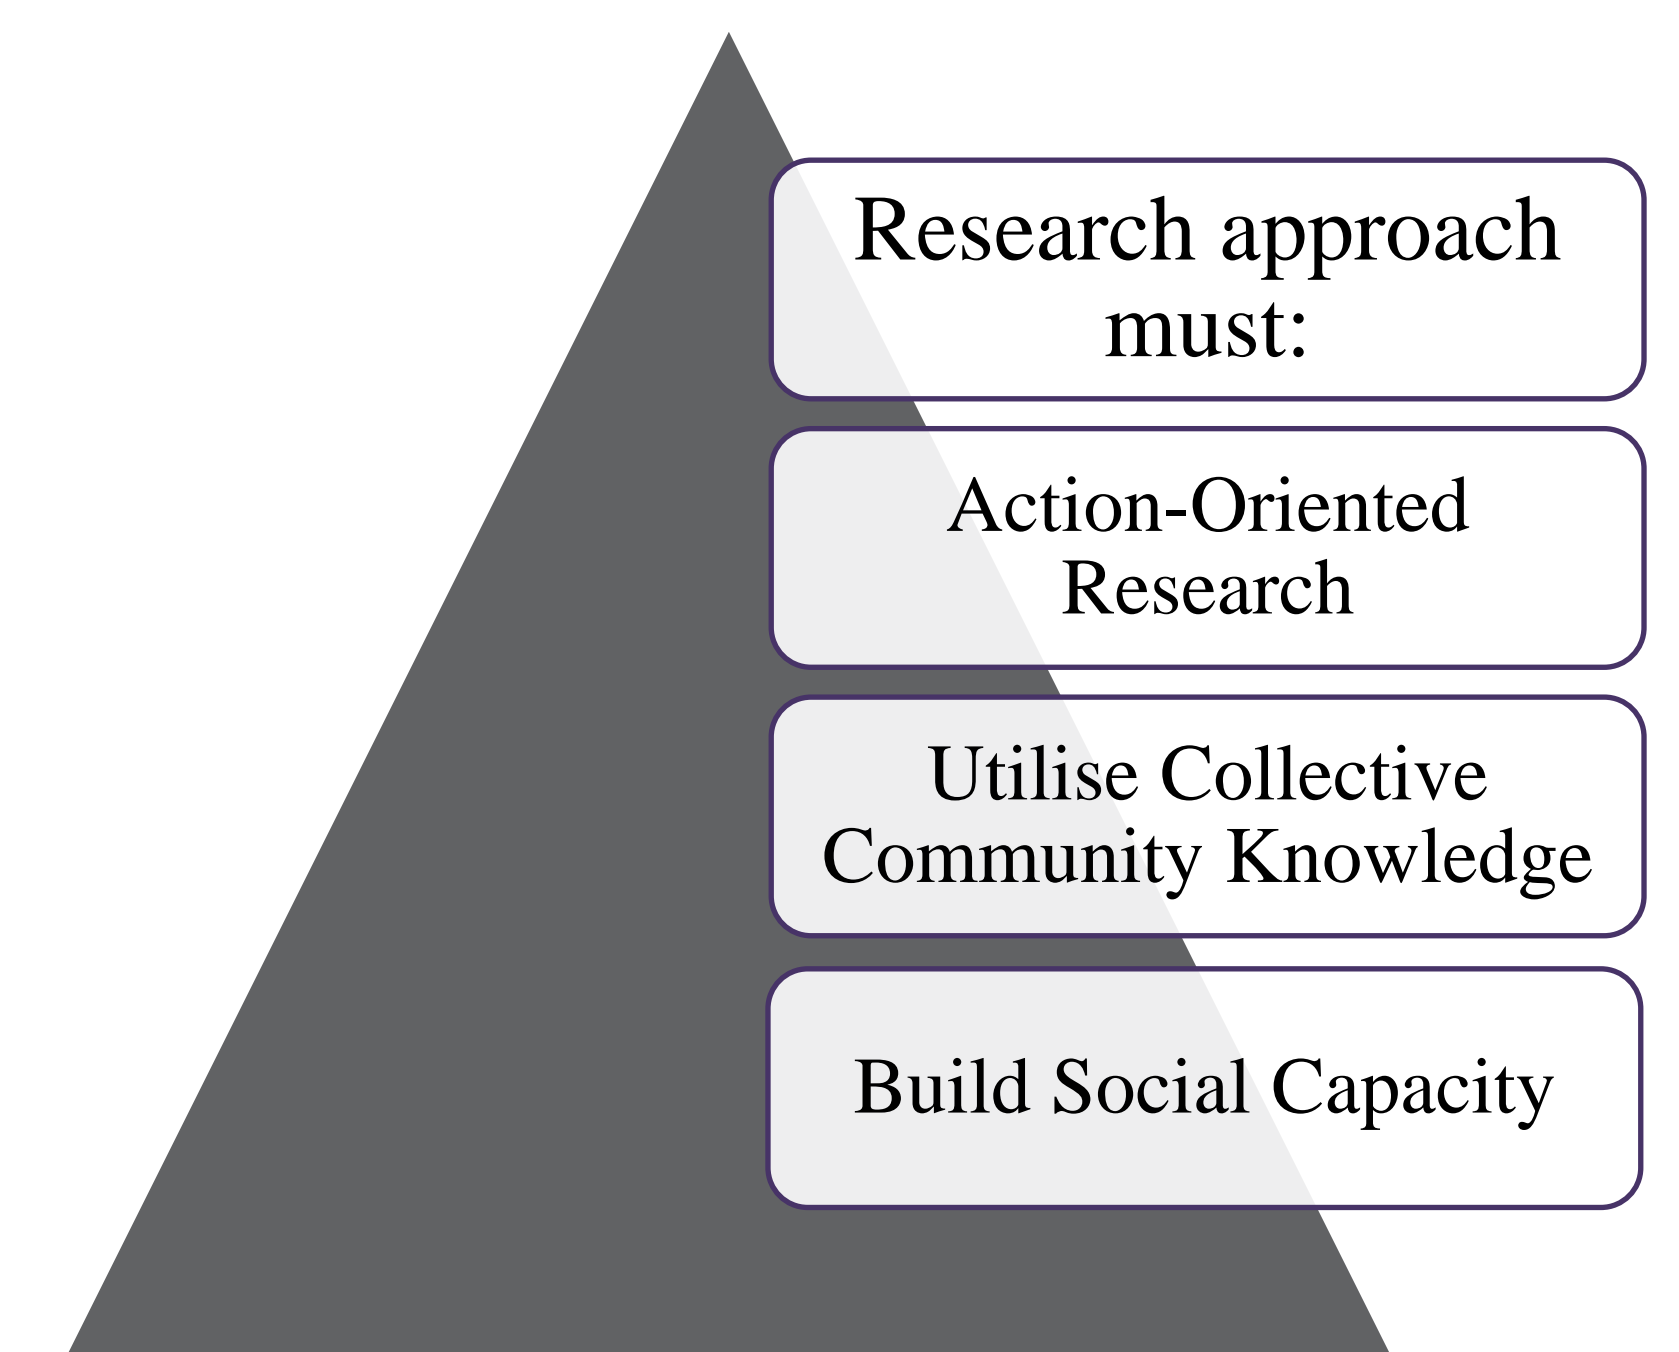 Research approach
must:
Action-Oriented
Research
Utilise Collective
Community Knowledge
Build Social Capacity